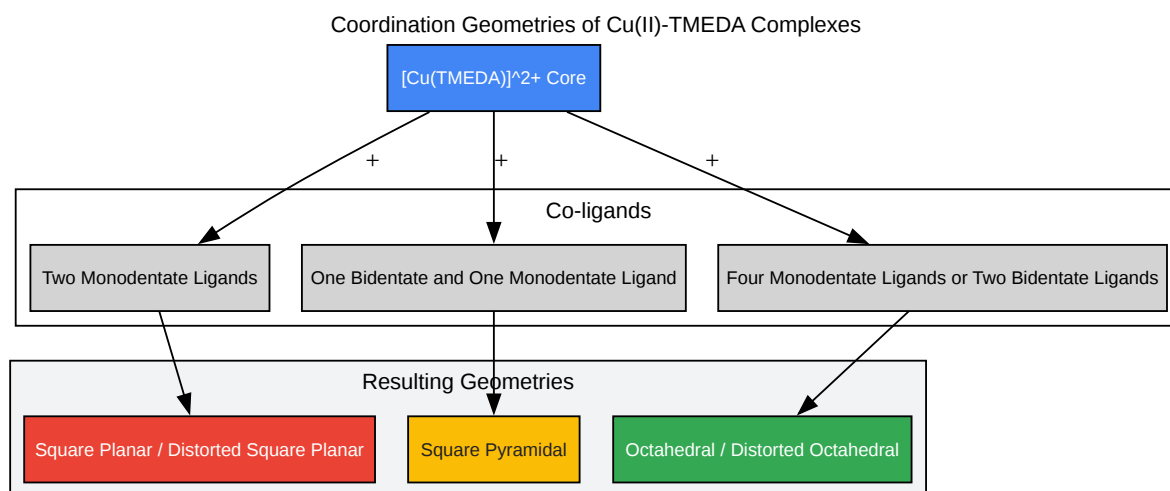 Coordination Geometries of Cu(II)-TMEDA Complexes
[Cu(TMEDA)]^2+ Core
+ + +
Co-ligands
Two Monodentate Ligands
One Bidentate and One Monodentate Ligand
Four Monodentate Ligands or Two Bidentate Ligands
Resulting Geometries
Square Planar / Distorted Square Planar
Square Pyramidal
Octahedral / Distorted Octahedral